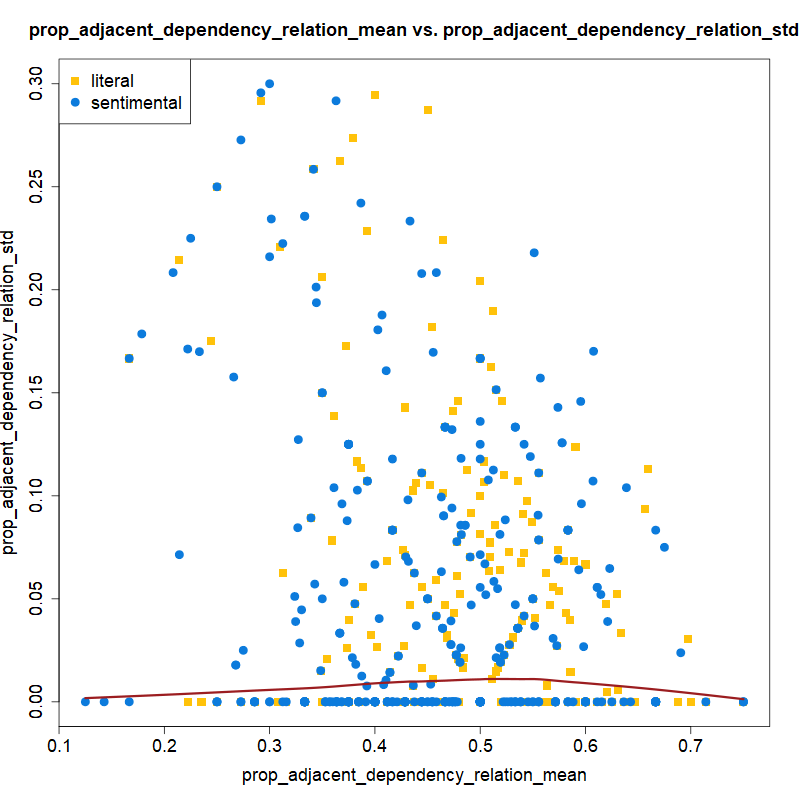 prop_adjacent_dependency_relation_mean vs. prop_adjacent_dependency_relation_std
literal
sentimental
prop_adjacent_dependency_relation_std
0.30
0.25
0.20
0.15
0.10
0.05
0.00
0.1 0.2 0.3 0.4 0.5 0.6 0.7
prop_adjacent_dependency_relation_mean